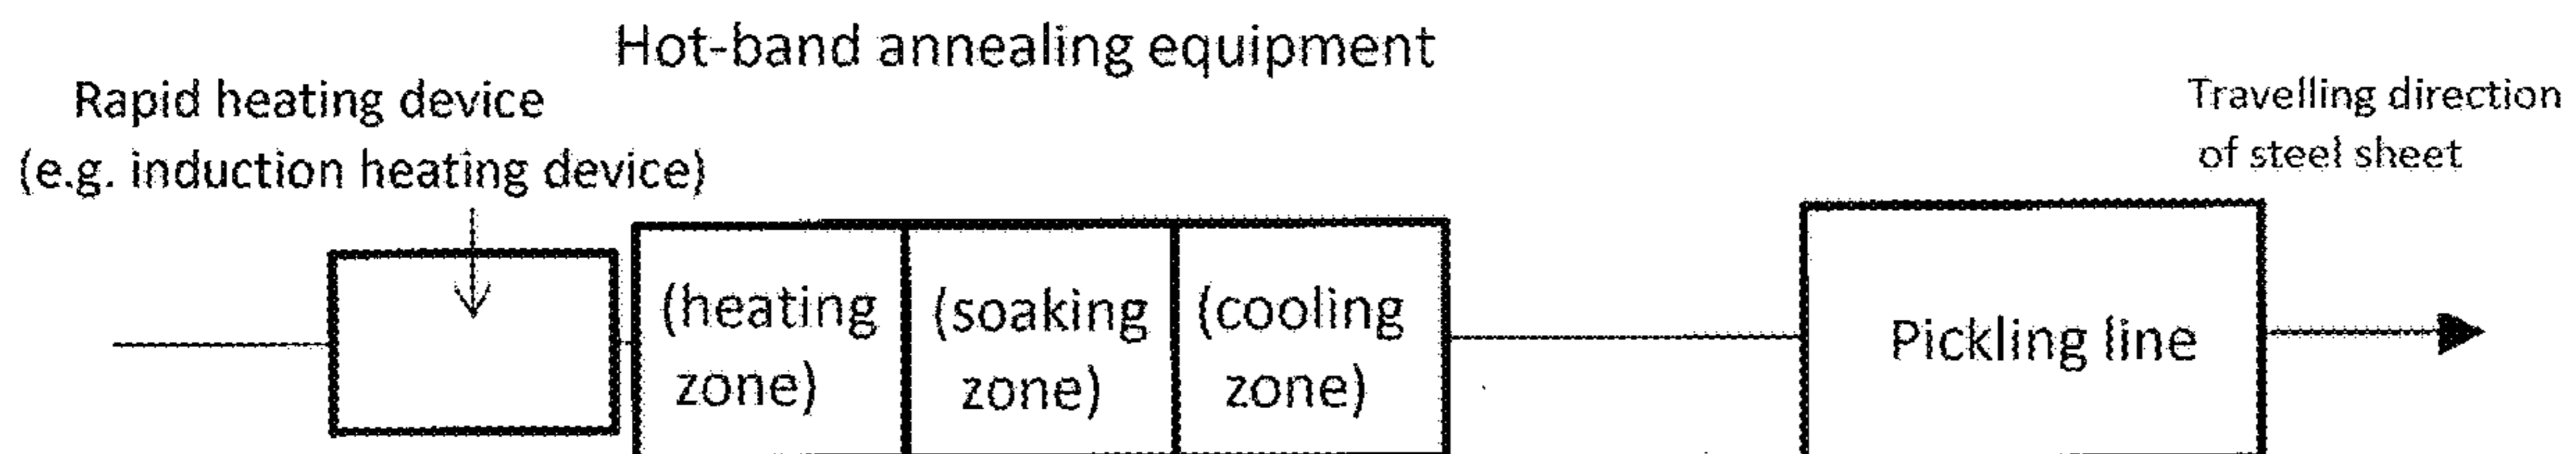 Hot-band annealing equipment
Rapid heating device
(e.g. induction heating device)
Travelling direction
of steel sheet
(heating
zone)
(soaking
zone)
(cooling
zone)
Pickling line